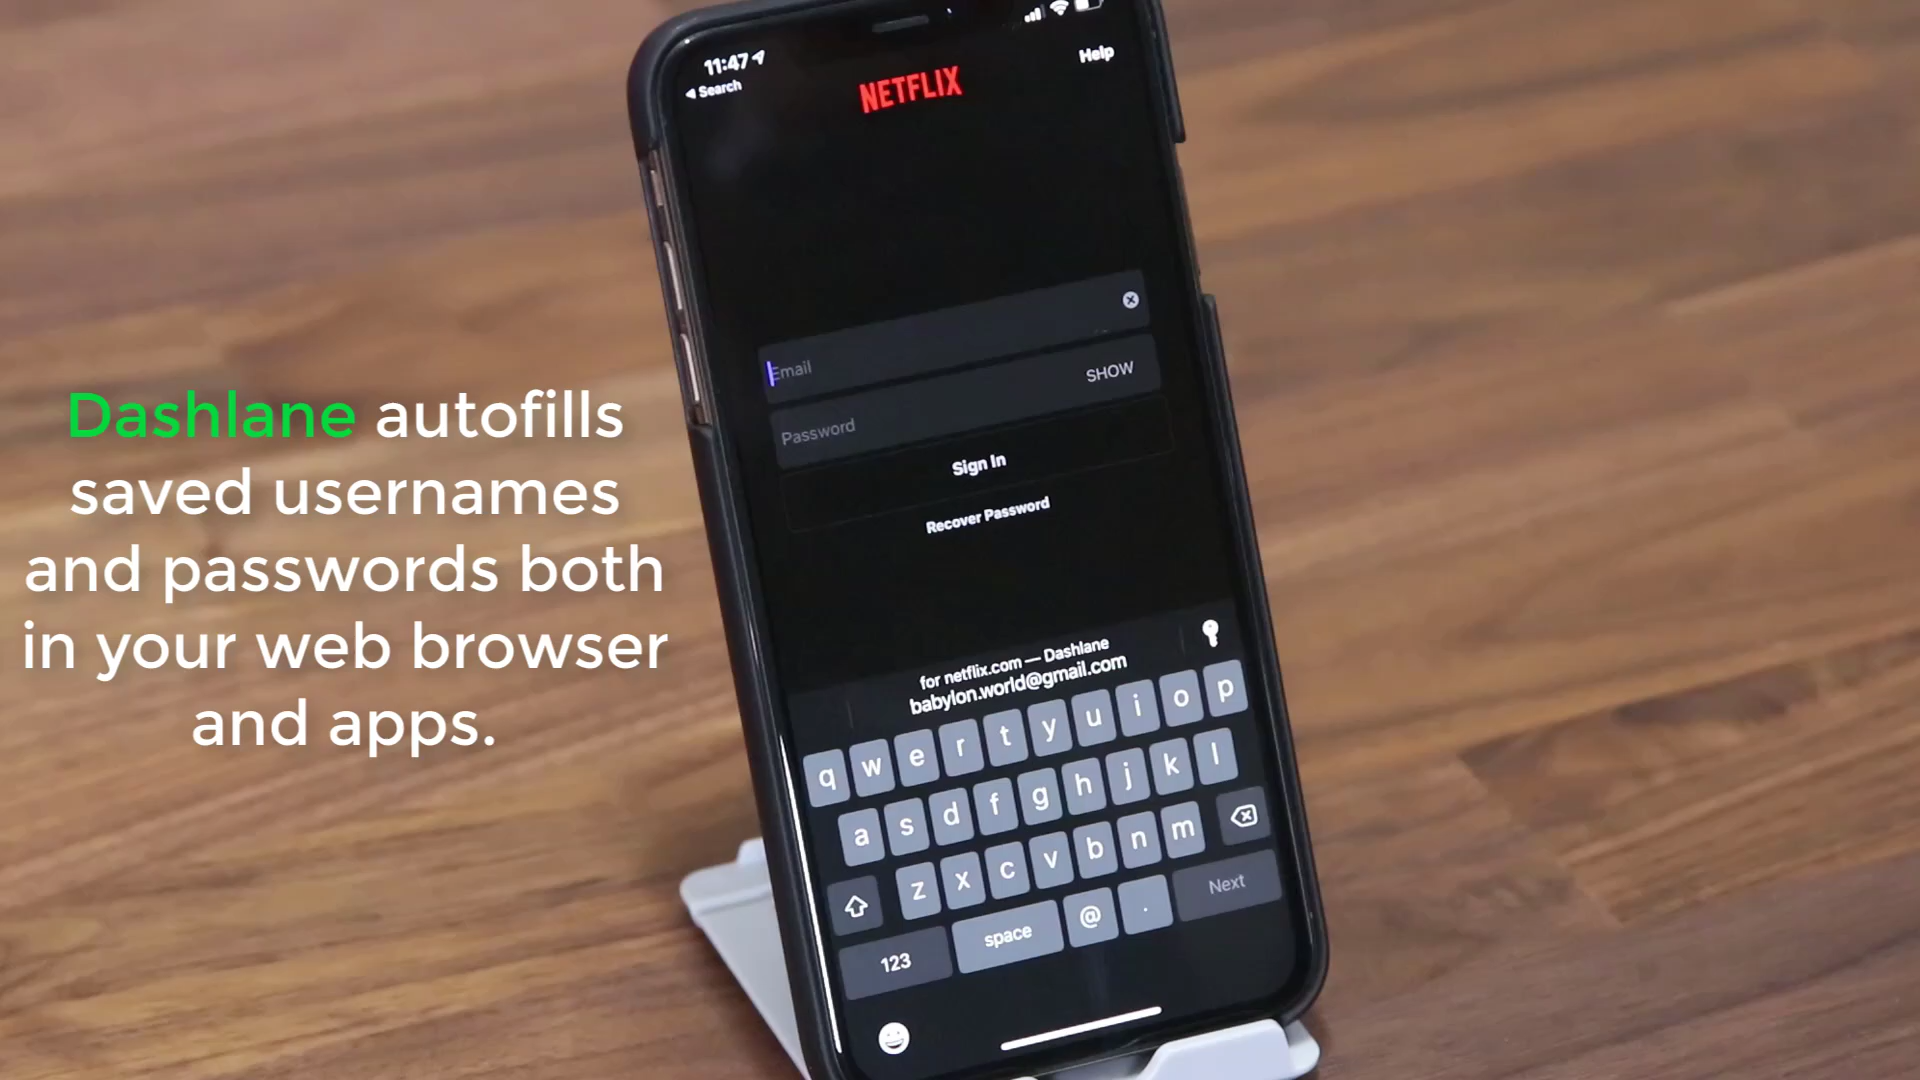 11:47
Search
Help
NETFLIX
Email
SHOW
Password
Sign In
Recover Password
Dashlane autofills
saved usernames
and passwords both
in your web browser
and apps.
for netflix.com — Dashlane
babylon.world@gmail.com
q w e r t y u i o p
a s d f g h j k l
z x c v b n m
123 space @ . Next